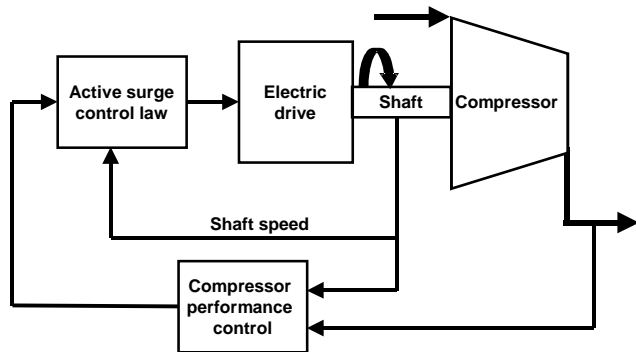 Active surge
control law
Electric
drive
Shaft
Compressor
Shaft speed
Compressor
performance
control